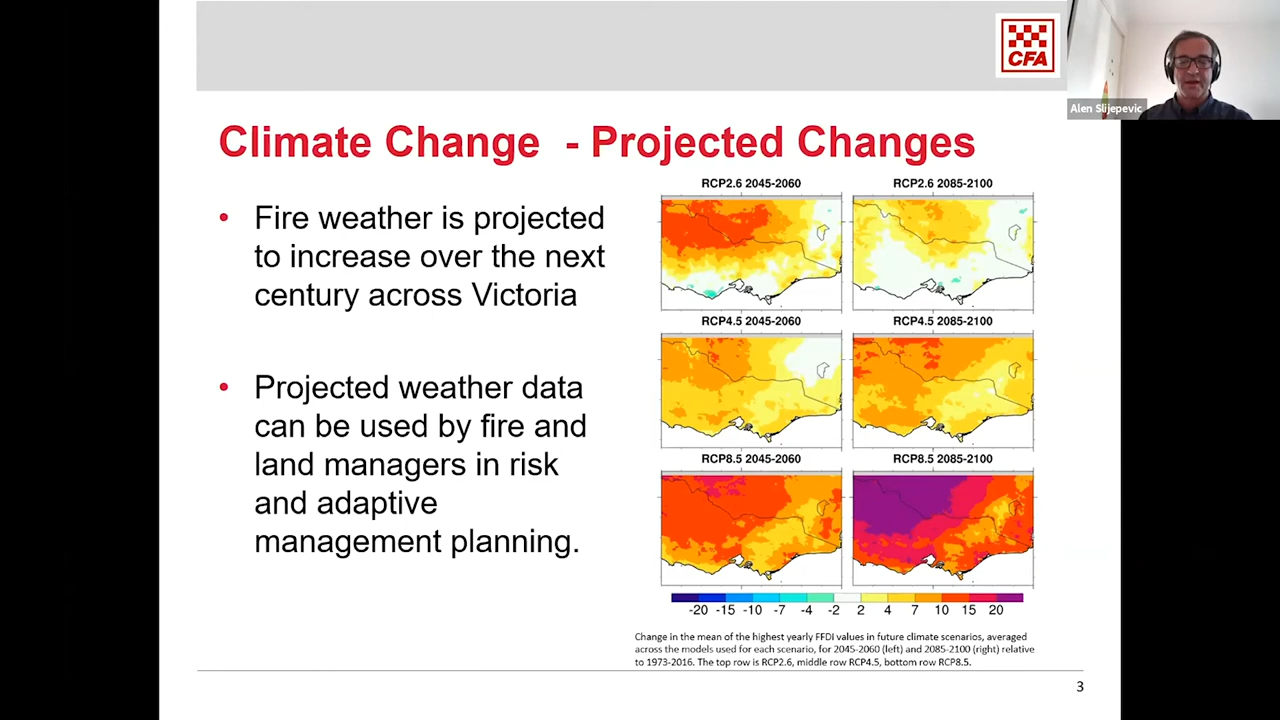 CFA
Alen Slijepevic
Climate Change - Projected Changes
• Fire weather is projected
to increase over the next
century across Victoria
• Projected weather data
can be used by fire and
land managers in risk
and adaptive
management planning.
RCP2.6 2045-2060
RCP2.6 2085-2100
RCP4.5 2045-2060
RCP4.5 2085-2100
RCP8.5 2045-2060
RCP8.5 2085-2100
-20 -15 -10 -7 -4 -2 2 4 7 10 15 20
Change in the mean of the highest yearly FFDI values in future climate scenarios, averaged
across the models used for each scenario, for 2045-2060 (left) and 2085-2100 (right) relative
to 1973-2016. The top row is RCP2.6, middle row RCP4.5, bottom row RCP8.5.
3